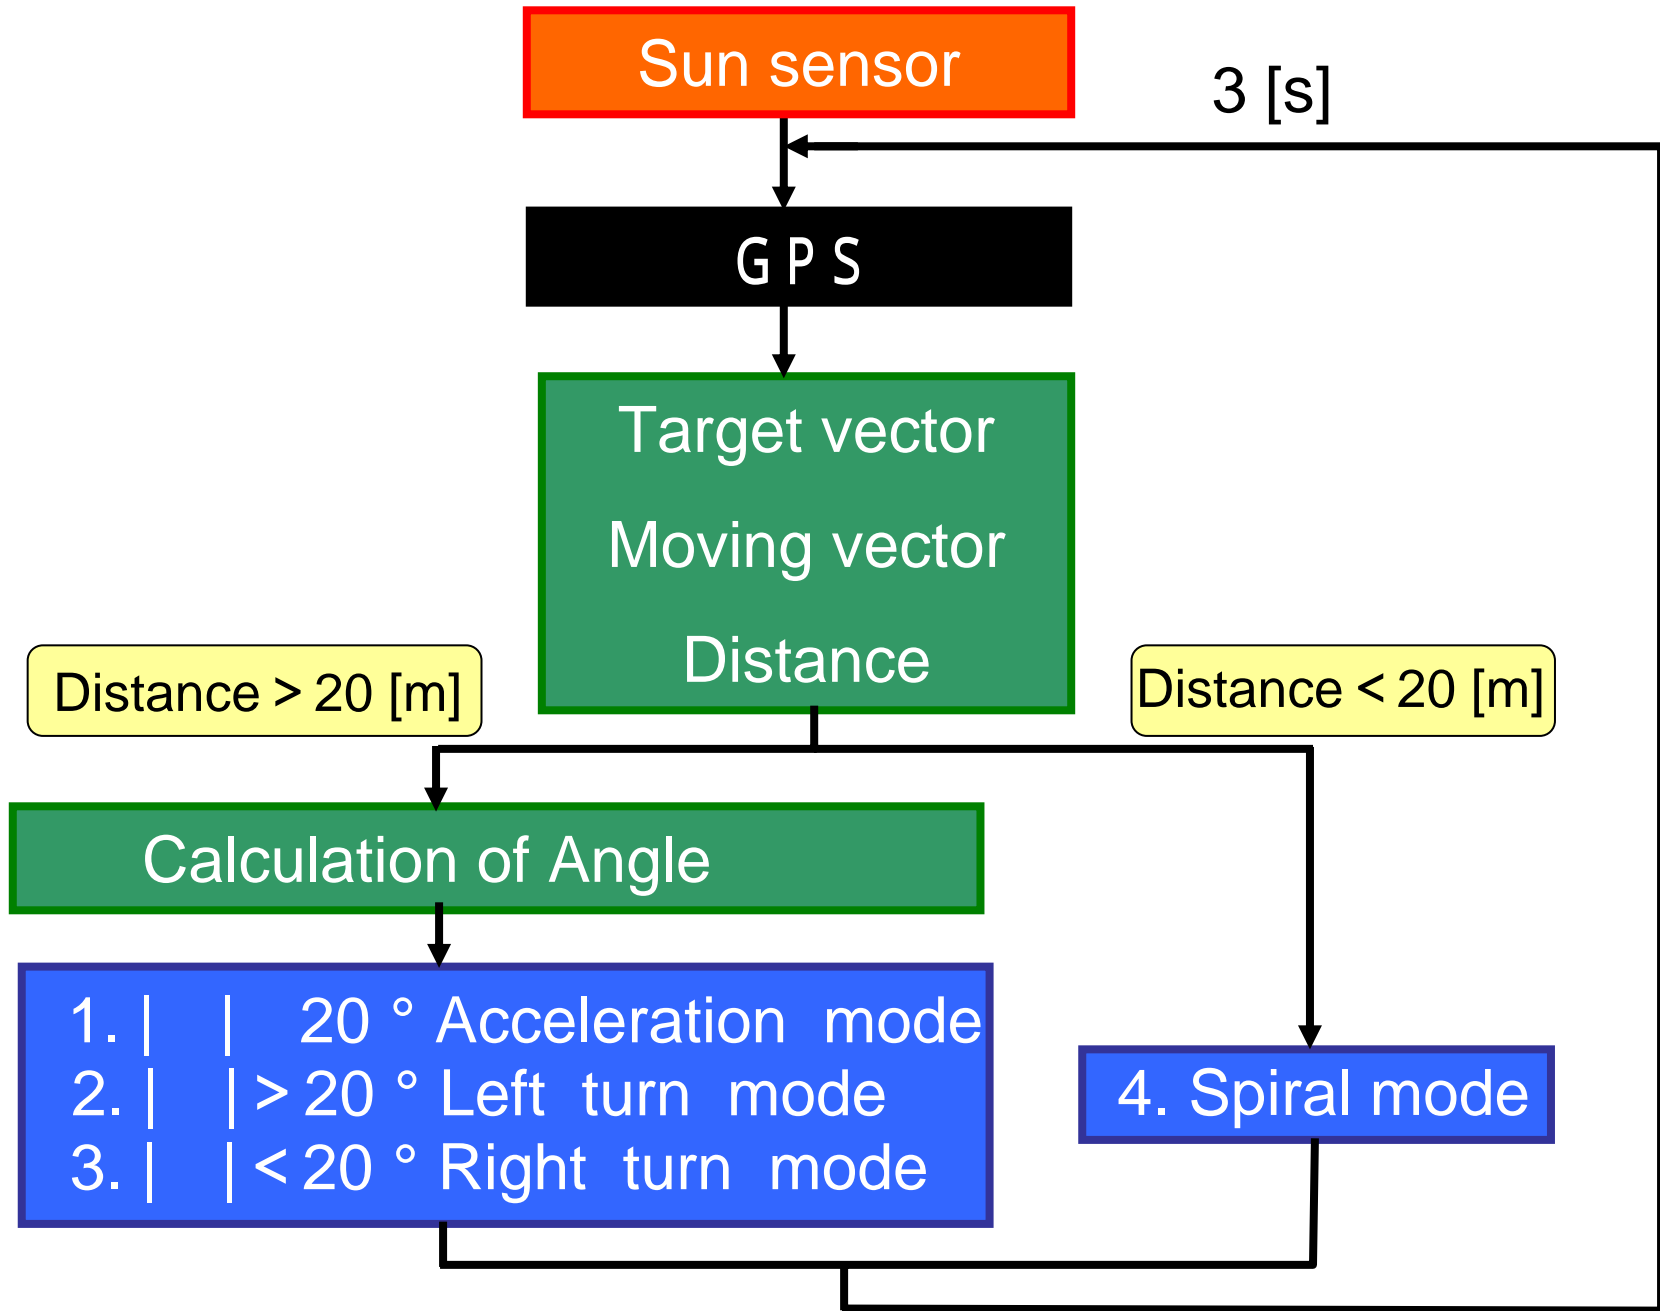 Sun sensor
3 [s]
GPS
Target vector
Moving vector
Distance
Distance > 20 [m]
Distance < 20 [m]
Calculation of Angle
1. | | 20 ° Acceleration mode
2. | | > 20 ° Left turn mode
3. | | < 20 ° Right turn mode
4. Spiral mode